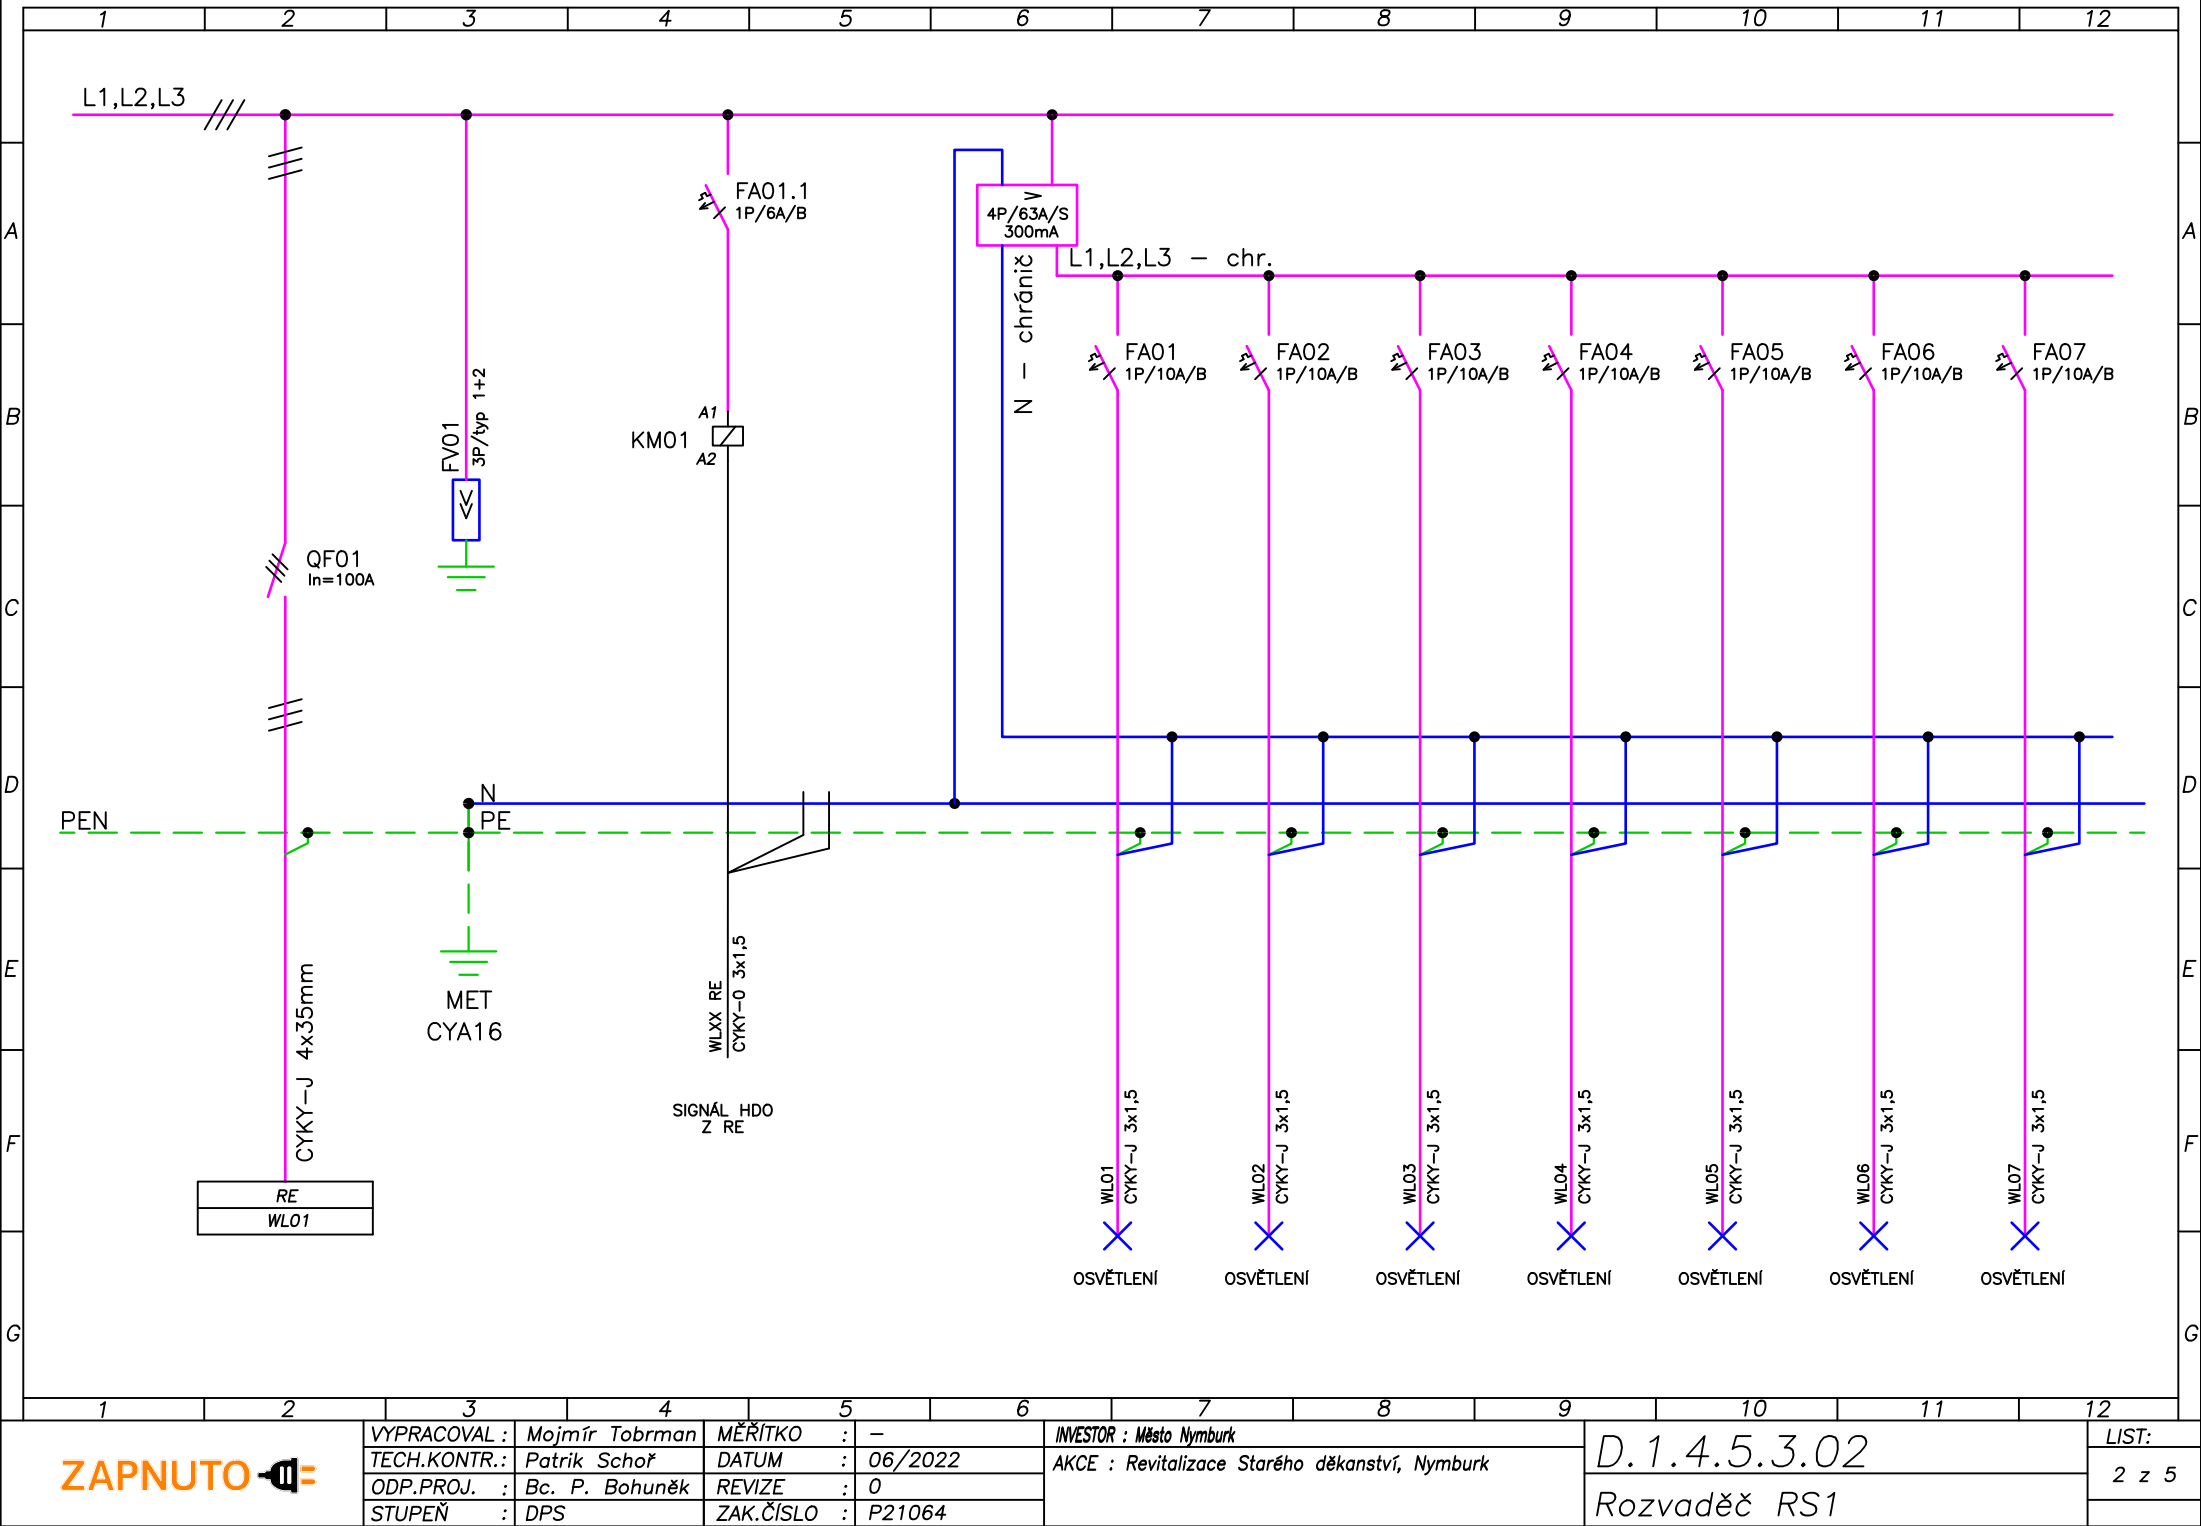 1 2 3 4 5 6 7 8 9 10 11 12
L1,L2,L3
A
A
FA01.1
1P/6A/B
4P/63A/S
300mA
L1,L2,L3 – chr.
N – chránič
FA01
1P/10A/B
FA02
1P/10A/B
FA03
1P/10A/B
FA04
1P/10A/B
FA05
1P/10A/B
FA06
1P/10A/B
FA07
1P/10A/B
B
B
FV01
3P/typ 1+2
A1
KM01
A2
QF01
In=100A
C
C
D
D
N
PE
PEN
E
E
MET
CYA16
CYKY-J 4x35mm
WLXX RE
CYKY-O 3x1,5
SIGNÁL HDO
Z RE
F
F
WL01
CYKY-J 3x1,5
WL02
CYKY-J 3x1,5
WL03
CYKY-J 3x1,5
WL04
CYKY-J 3x1,5
WL05
CYKY-J 3x1,5
WL06
CYKY-J 3x1,5
WL07
CYKY-J 3x1,5
RE
WL01
OSVĚTLENÍ OSVĚTLENÍ OSVĚTLENÍ OSVĚTLENÍ OSVĚTLENÍ OSVĚTLENÍ OSVĚTLENÍ
G
G
1 2 3 4 5 6 7 8 9 10 11 12
ZAPNUTO
VYPRACOVAL : Mojmír Tobrman MĚŘÍTKO : –
TECH.KONTR.: Patrik Schoř DATUM : 06/2022
ODP.PROJ. : Bc. P. Bohuněk REVIZE : 0
STUPEŇ : DPS ZAK.ČÍSLO : P21064
INVESTOR : Město Nymburk
AKCE : Revitalizace Starého děkanství, Nymburk
D.1.4.5.3.02
Rozvaděč RS1
LIST:
2 z 5